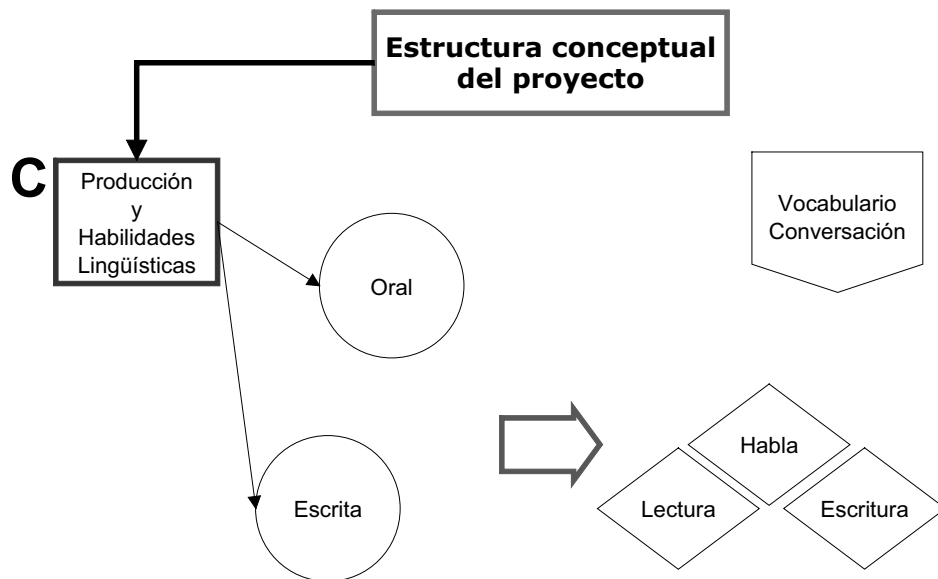 Estructura conceptual
del proyecto
C
Producción
y
Habilidades
Lingüísticas
Vocabulario
Conversación
Oral
Habla
Lectura
Escritura
Escrita